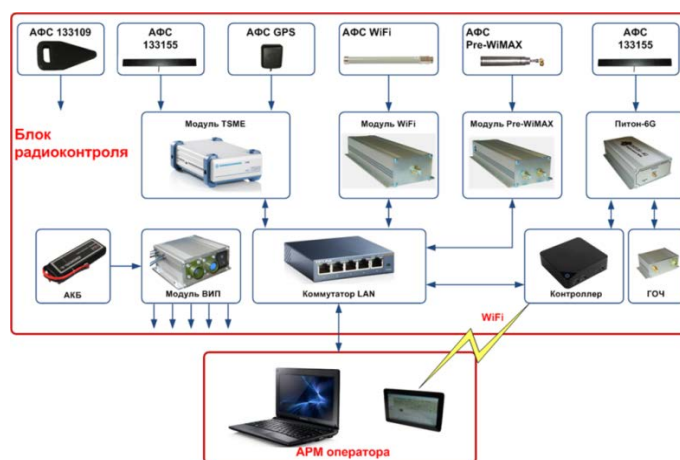 АФС 133109
АФС
133155
АФС GPS
АФС WiFi
АФС
Pre-WiMAX
АФС
133155
Блок
радиоконтроля
Модуль TSME
Модуль WiFi
Модуль Pre-WiMAX
Питон-6G
АКБ
Модуль ВИП
Коммутатор LAN
Контроллер
ГОЧ
WiFi
АРМ оператора